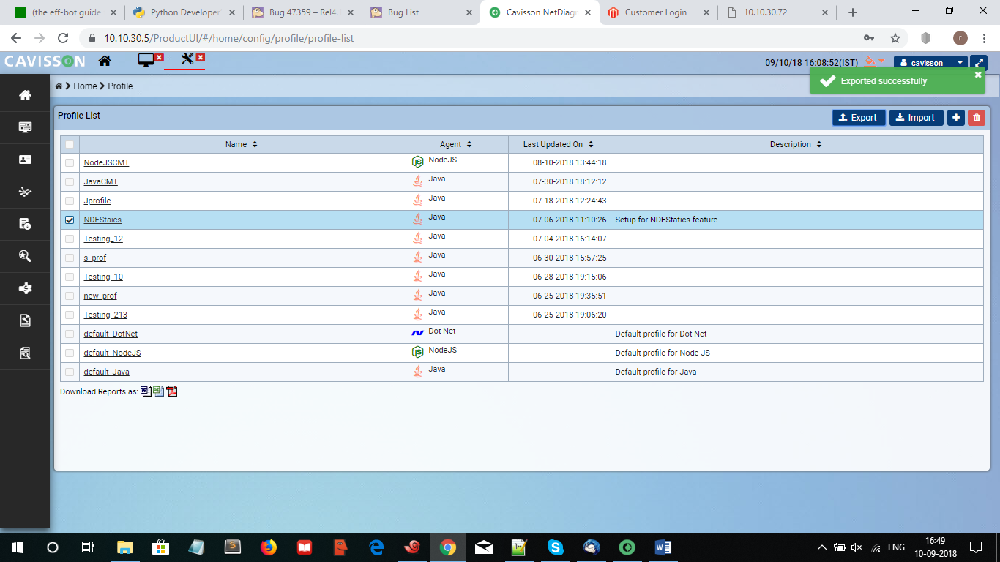 (the eff-bot guide
Python Developer
Bug 47359 – Rel4.
Bug List
Cavisson NetDiagn
Customer Login
10.10.30.72
10.10.30.5/ProductUI/#/home/config/profile/profile-list
r
CAVISSON
09/10/18 16:08:52(IST)
cavisson
Exported successfully
Home
Profile
Profile List
Export
Import
Name
Agent
Last Updated On
Description
NodeJSCMT NodeJS 08-10-2018 13:44:18
JavaCMT Java 07-30-2018 18:12:12
Jprofile Java 07-18-2018 12:24:43
NDEStaics Java 07-06-2018 11:10:26 Setup for NDEStatics feature
Testing_12 Java 07-04-2018 16:14:07
s_prof Java 06-30-2018 15:57:25
Testing_10 Java 06-28-2018 19:15:06
new_prof Java 06-25-2018 19:35:51
Testing_213 Java 06-25-2018 19:06:20
default_DotNet Dot Net - Default profile for Dot Net
default_NodeJS NodeJS - Default profile for Node JS
default_Java Java - Default profile for Java
Download Reports as:
ENG
16:49
10-09-2018